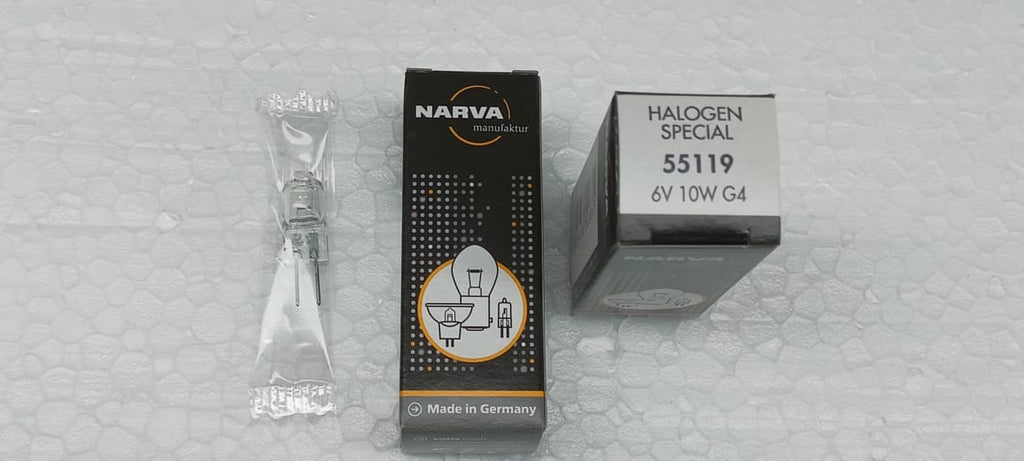 NARVA
manufaktur
Made in Germany
HALOGEN
SPECIAL
55119
6V 10W G4
NARVA